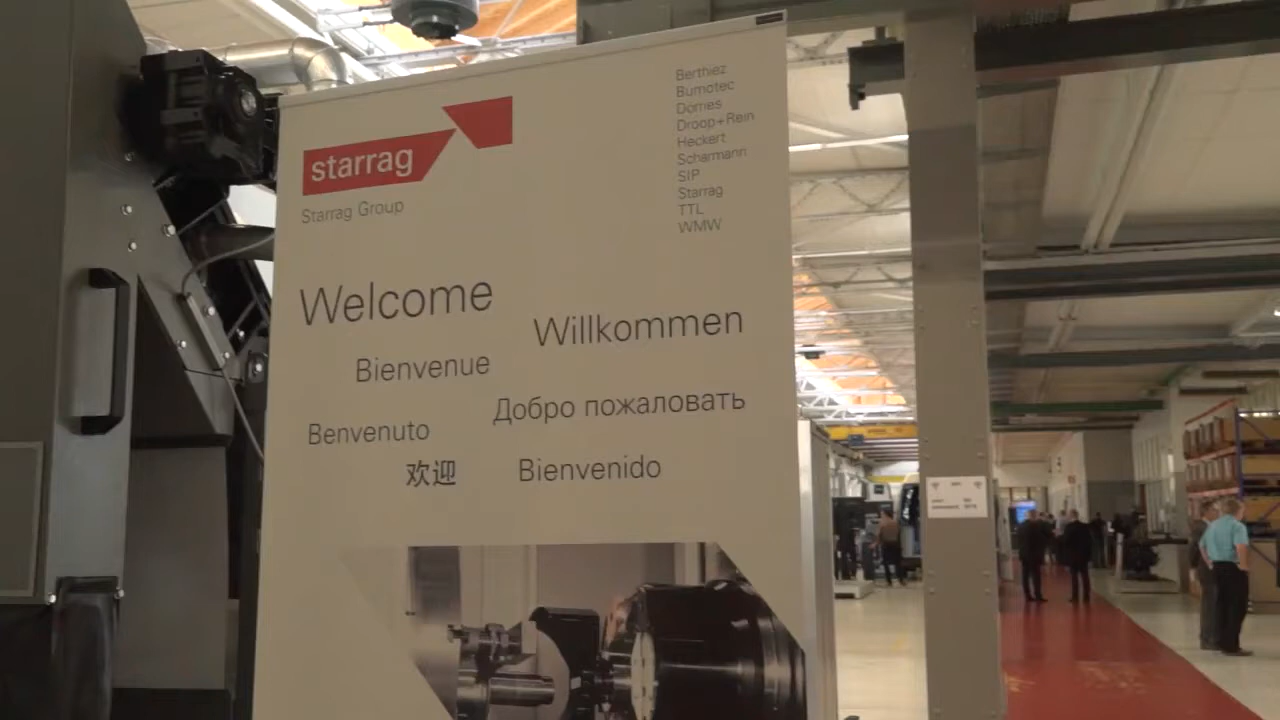 starrag
Starrag Group
Berthiez
Bumotec
Dörries
Droop+Rein
Heckert
Scharmann
SIP
Starrag
TTL
WMW
Welcome
Willkommen
Bienvenue
Добро пожаловать
Benvenuto
欢迎
Bienvenido